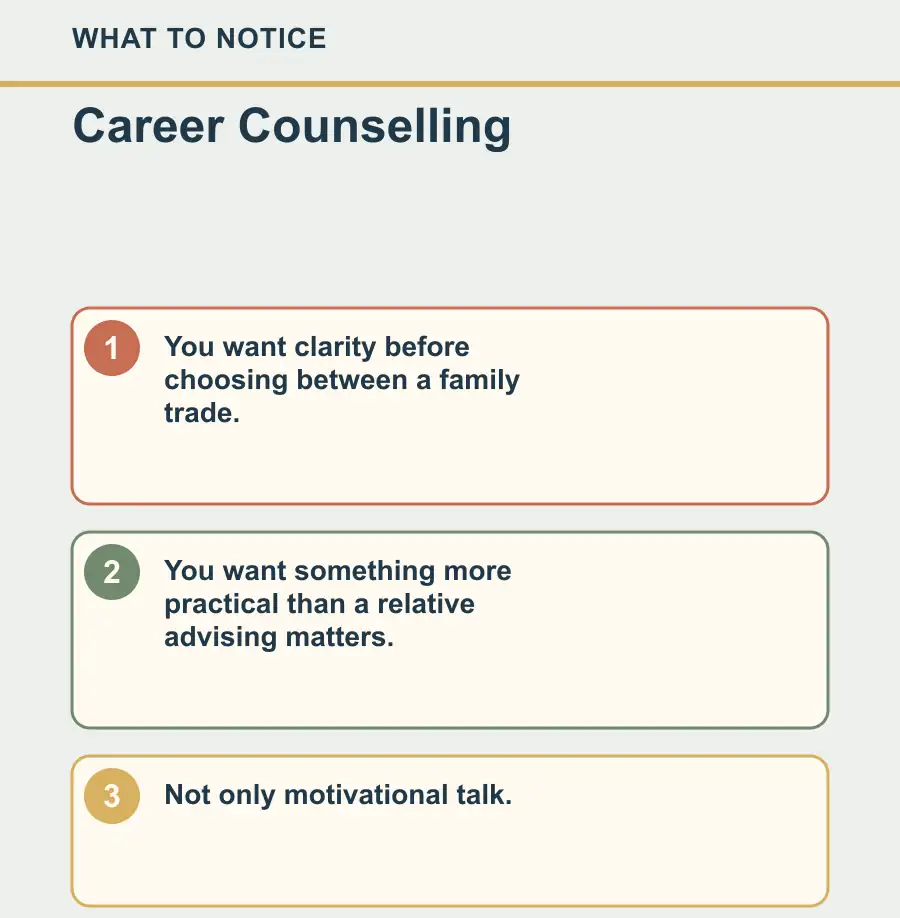 WHAT TO NOTICE
Career Counselling
1
You want clarity before
choosing between a family
trade.
2
You want something more
practical than a relative
advising matters.
3
Not only motivational talk.